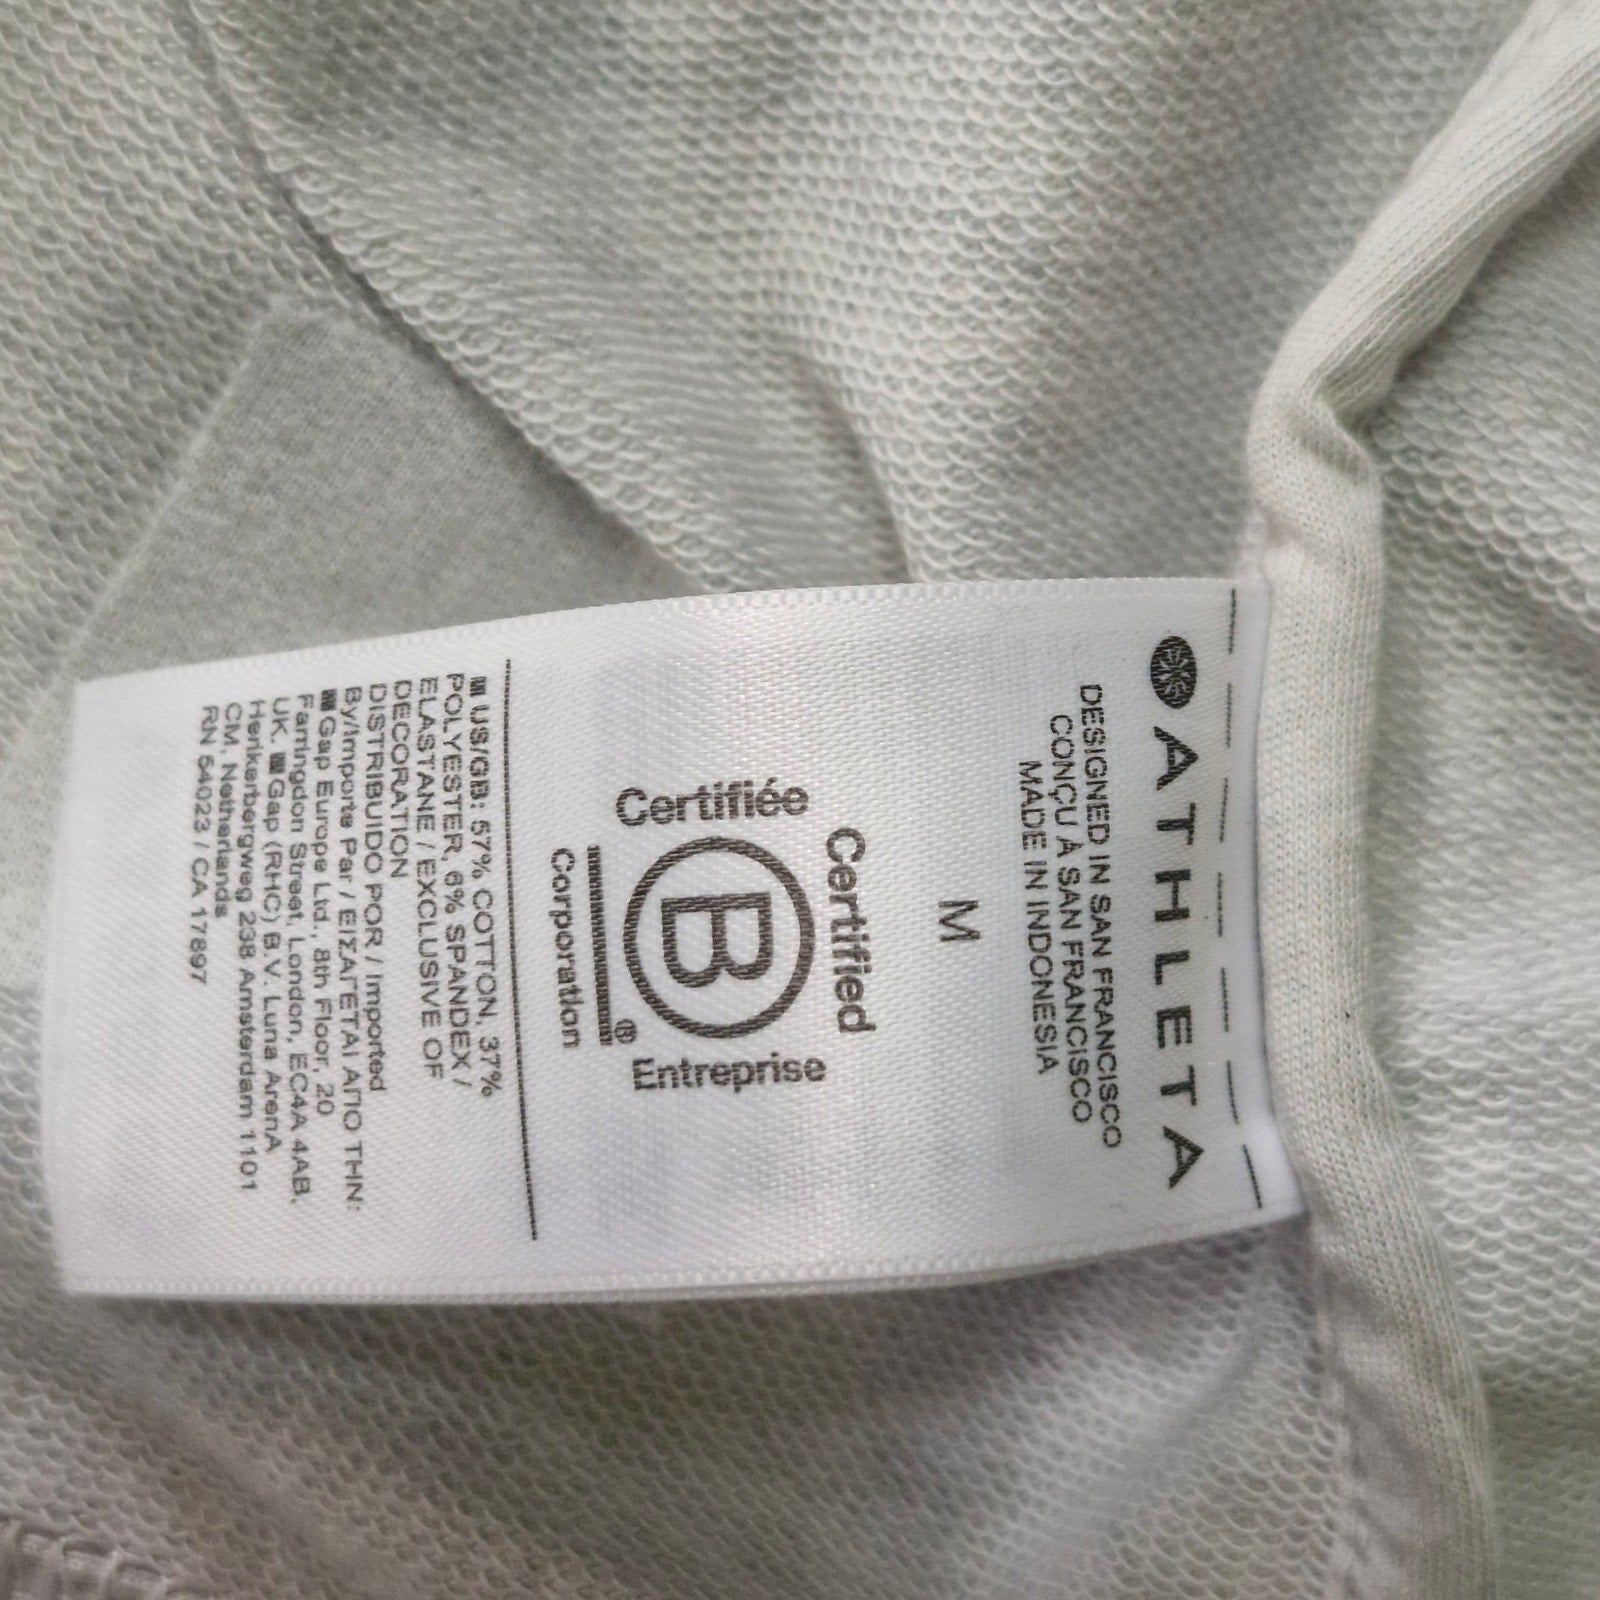 ATHLETA
DESIGNED IN SAN FRANCISCO
CONÇU À SAN FRANCISCO
MADE IN INDONESIA
M
Certified
Certifiée
B
®
Entreprise
Corporation
US/GB: 57% COTTON, 37%
POLYESTER, 6% SPANDEX /
ELASTANE / EXCLUSIVE OF
DECORATION
DISTRIBUIDO POR / Imported
By/Importe Par / ΕΙΣΑΓΕΤΑΙ ΑΠΟ ΤΗΝ:
Gap Europe Ltd., 8th Floor, 20
Farringdon Street, London, EC4A 4AB,
UK. Gap (RHC) B.V. Luna ArenA
Herikerbergweg 238 Amsterdam 1101
CM, Netherlands
RN 54023 / CA 17897